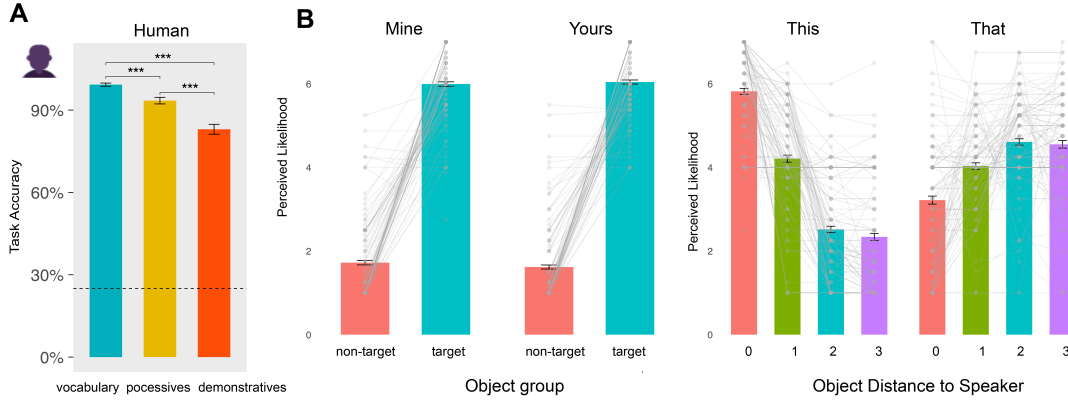 A
Human
***
***
***
90%
60%
30%
0%
Task Accuracy
vocabulary pocessives demonstratives
B
Mine
Yours
Perceived Likelihood
6
4
2
0
non-target target
non-target target
Object group
This
That
Perceived Likelihood
6
4
2
0
0 1 2 3
0 1 2 3
Object Distance to Speaker